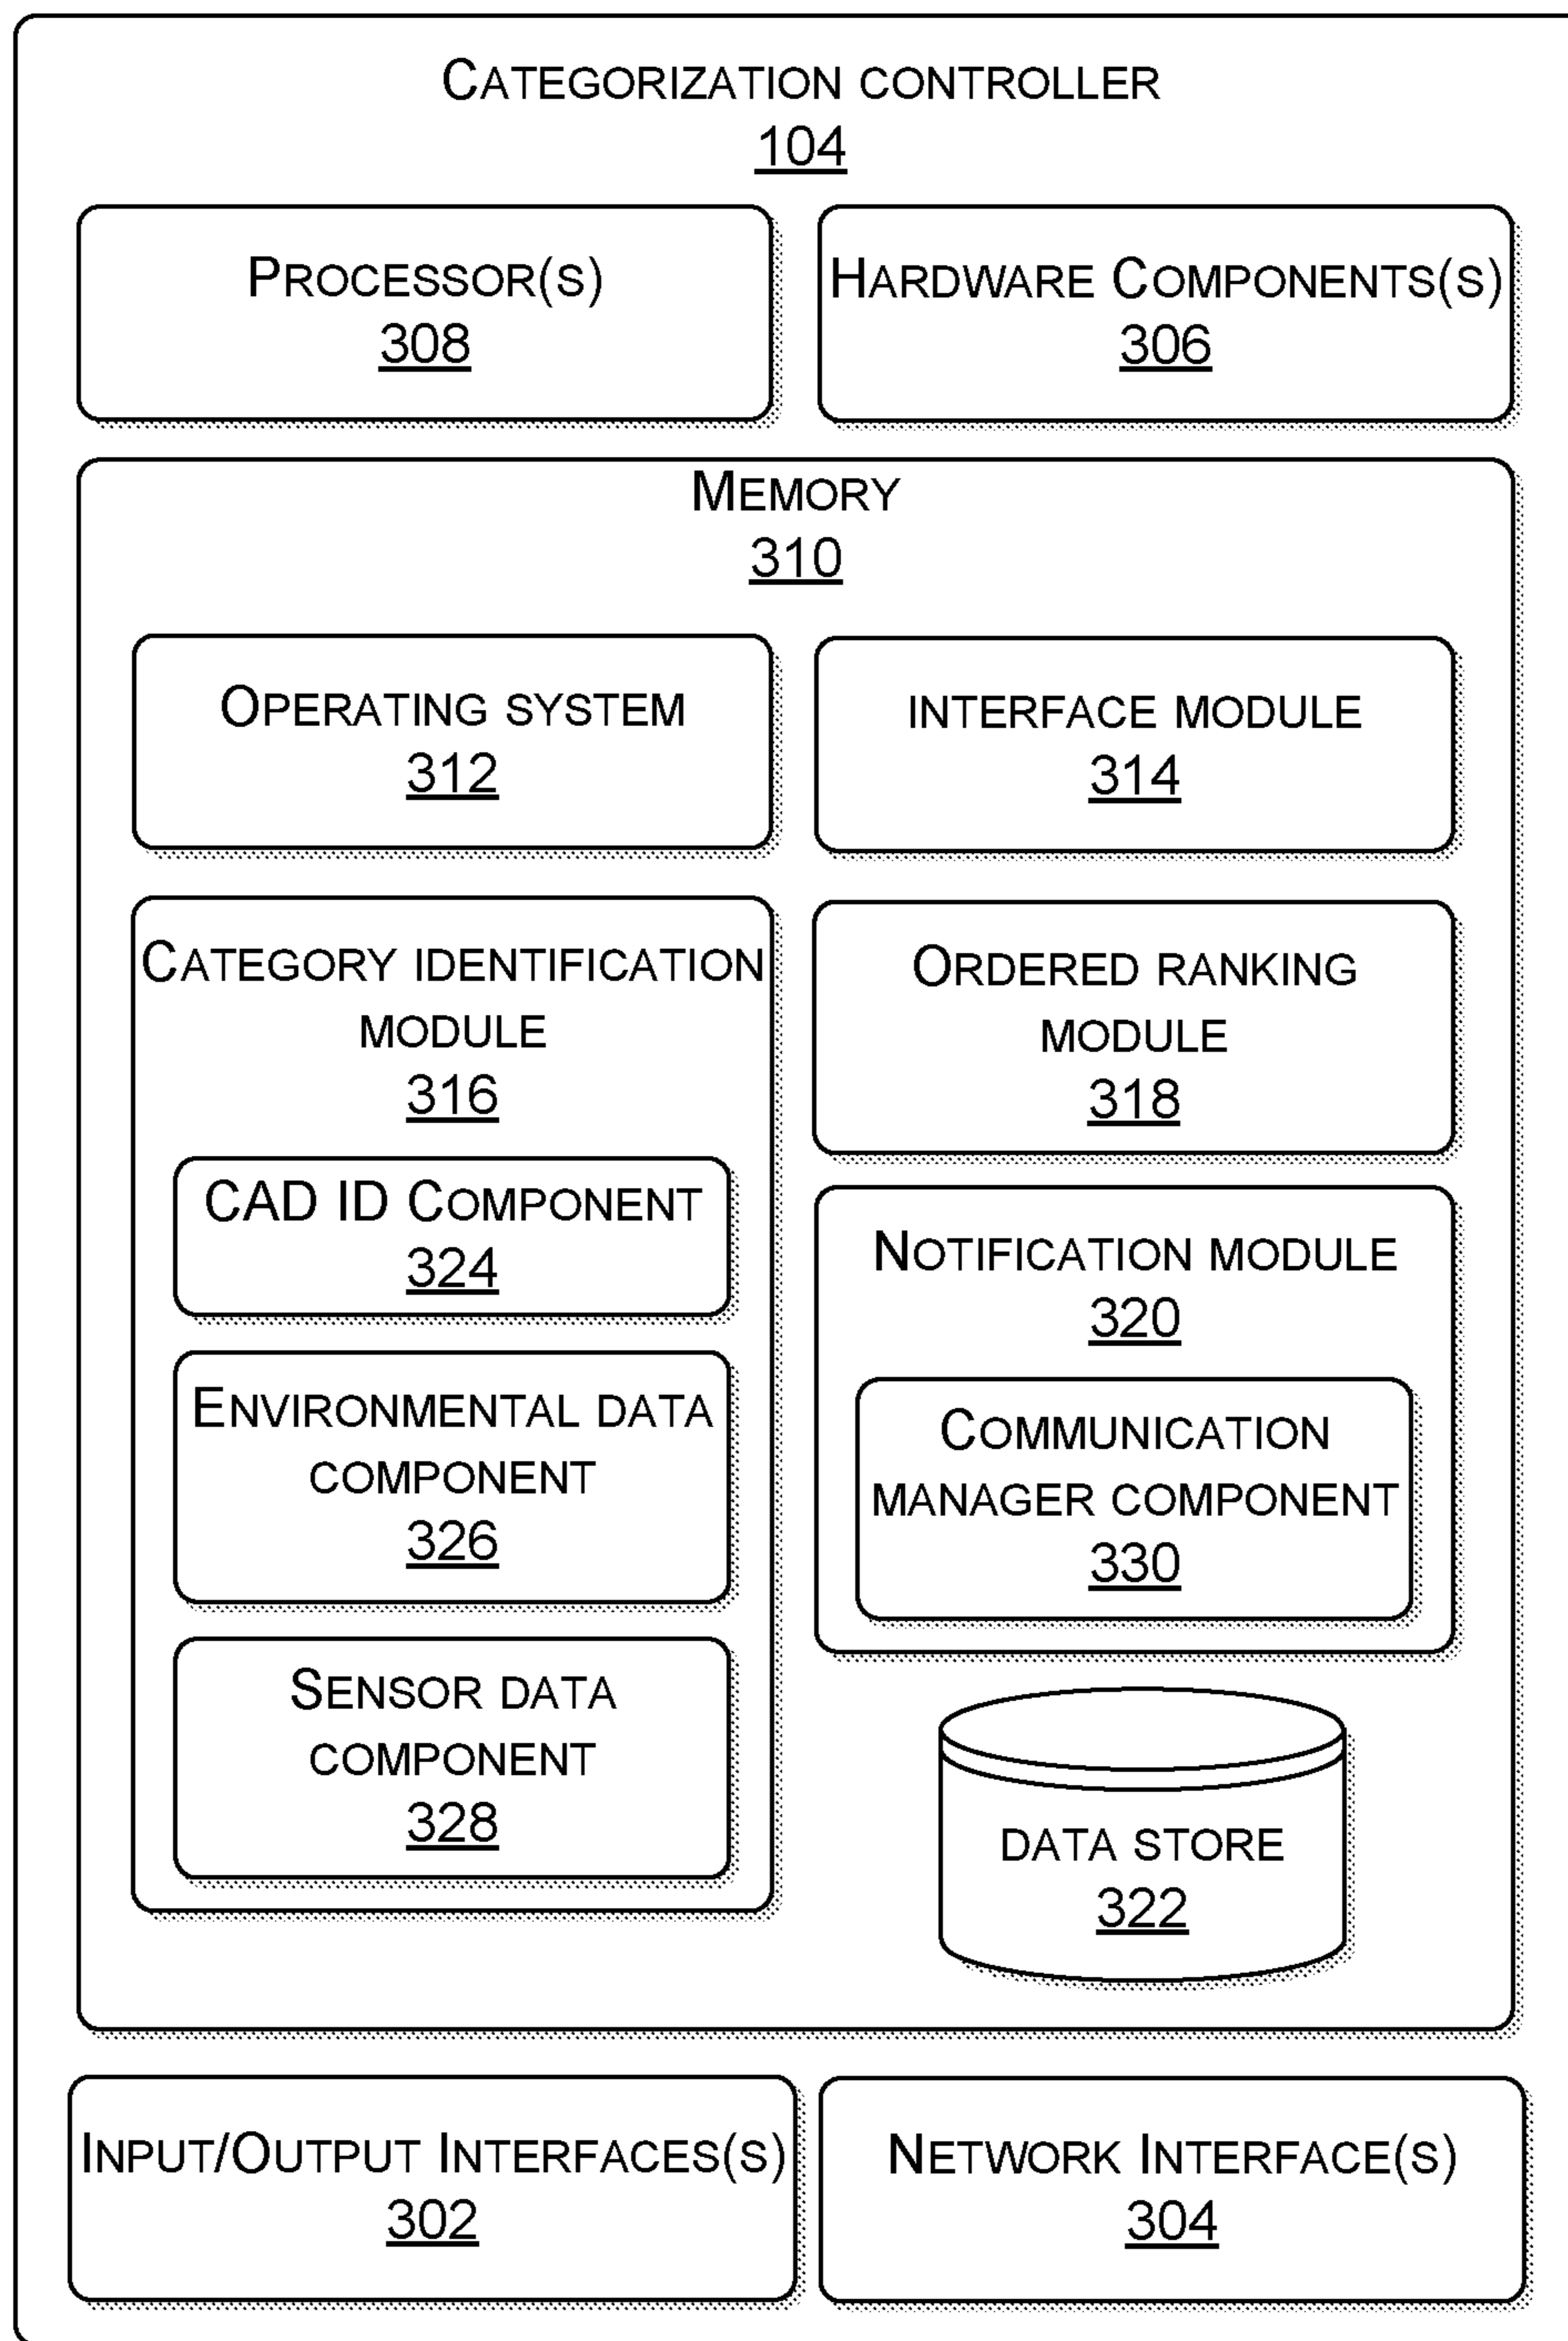 CATEGORIZATION CONTROLLER
104
PROCESSOR(S)
308
HARDWARE COMPONENTS(S)
306
MEMORY
310
OPERATING SYSTEM
312
INTERFACE MODULE
314
CATEGORY IDENTIFICATION
MODULE
316
CAD ID COMPONENT
324
ENVIRONMENTAL DATA
COMPONENT
326
SENSOR DATA
COMPONENT
328
ORDERED RANKING
MODULE
318
NOTIFICATION MODULE
320
COMMUNICATION
MANAGER COMPONENT
330
DATA STORE
322
INPUT/OUTPUT INTERFACES(S)
302
NETWORK INTERFACE(S)
304